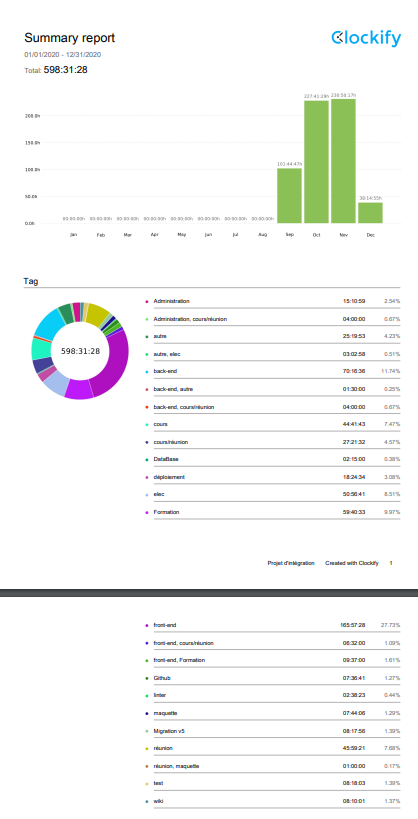 Summary report
Clockify
01/01/2020 - 12/31/2020
Total: 598:31:28
227:41:29h 230:50:17h
200.0h
150.0h
101:44:47h
100.0h
50.0h
38:14:55h
0.0h
00:00:00h 00:00:00h 00:00:00h 00:00:00h 00:00:00h 00:00:00h 00:00:00h 00:00:00h
Jan Feb Mar Apr May Jun Jul Aug Sep Oct Nov Dec
Tag
598:31:28
Administration 15:10:59 2.54%
Administration, cours/réunion 04:00:00 0.67%
autre 25:19:53 4.23%
autre, elec 03:02:58 0.51%
back-end 70:16:36 11.74%
back-end, autre 01:30:00 0.25%
back-end, cours/réunion 04:00:00 0.67%
cours 44:41:43 7.47%
cours/réunion 27:21:32 4.57%
DataBase 02:15:00 0.38%
déploiement 18:24:34 3.08%
elec 50:56:41 8.51%
Formation 59:40:33 9.97%
Projet d'intégration Created with Clockify 1
front-end 165:57:28 27.73%
front-end, cours/réunion 06:32:00 1.09%
front-end, Formation 09:37:00 1.61%
Github 07:36:41 1.27%
linter 02:38:23 0.44%
maquette 07:44:06 1.29%
Migration v5 08:17:56 1.39%
réunion 45:59:21 7.68%
réunion, maquette 01:00:00 0.17%
test 08:18:03 1.39%
wiki 08:10:01 1.37%